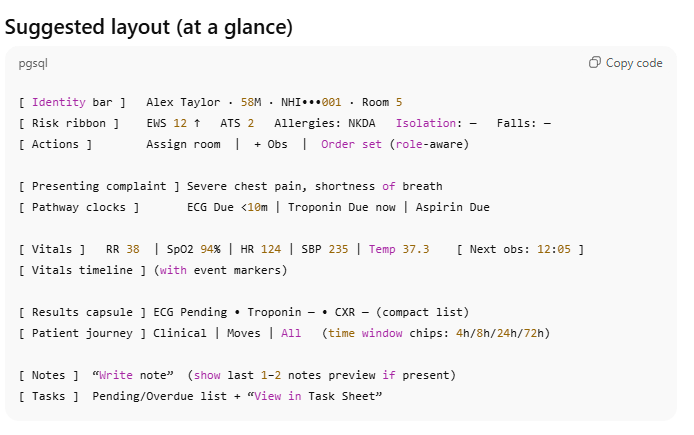 Suggested layout (at a glance)
pgsql
Copy code
[ Identity bar ]   Alex Taylor · 58M · NHI•••001 · Room 5
[ Risk ribbon ]    EWS 12 ↑   ATS 2   Allergies: NKDA   Isolation: —   Falls: —
[ Actions ]        Assign room  |  + Obs  |  Order set (role-aware)
[ Presenting complaint ] Severe chest pain, shortness of breath
[ Pathway clocks ]       ECG Due <10m | Troponin Due now | Aspirin Due
[ Vitals ]   RR 38  | SpO2 94% | HR 124 | SBP 235 | Temp 37.3    [ Next obs: 12:05 ]
[ Vitals timeline ] (with event markers)
[ Results capsule ] ECG Pending • Troponin — • CXR — (compact list)
[ Patient journey ] Clinical | Moves | All   (time window chips: 4h/8h/24h/72h)
[ Notes ]  “Write note”  (show last 1–2 notes preview if present)
[ Tasks ]  Pending/Overdue list + “View in Task Sheet”